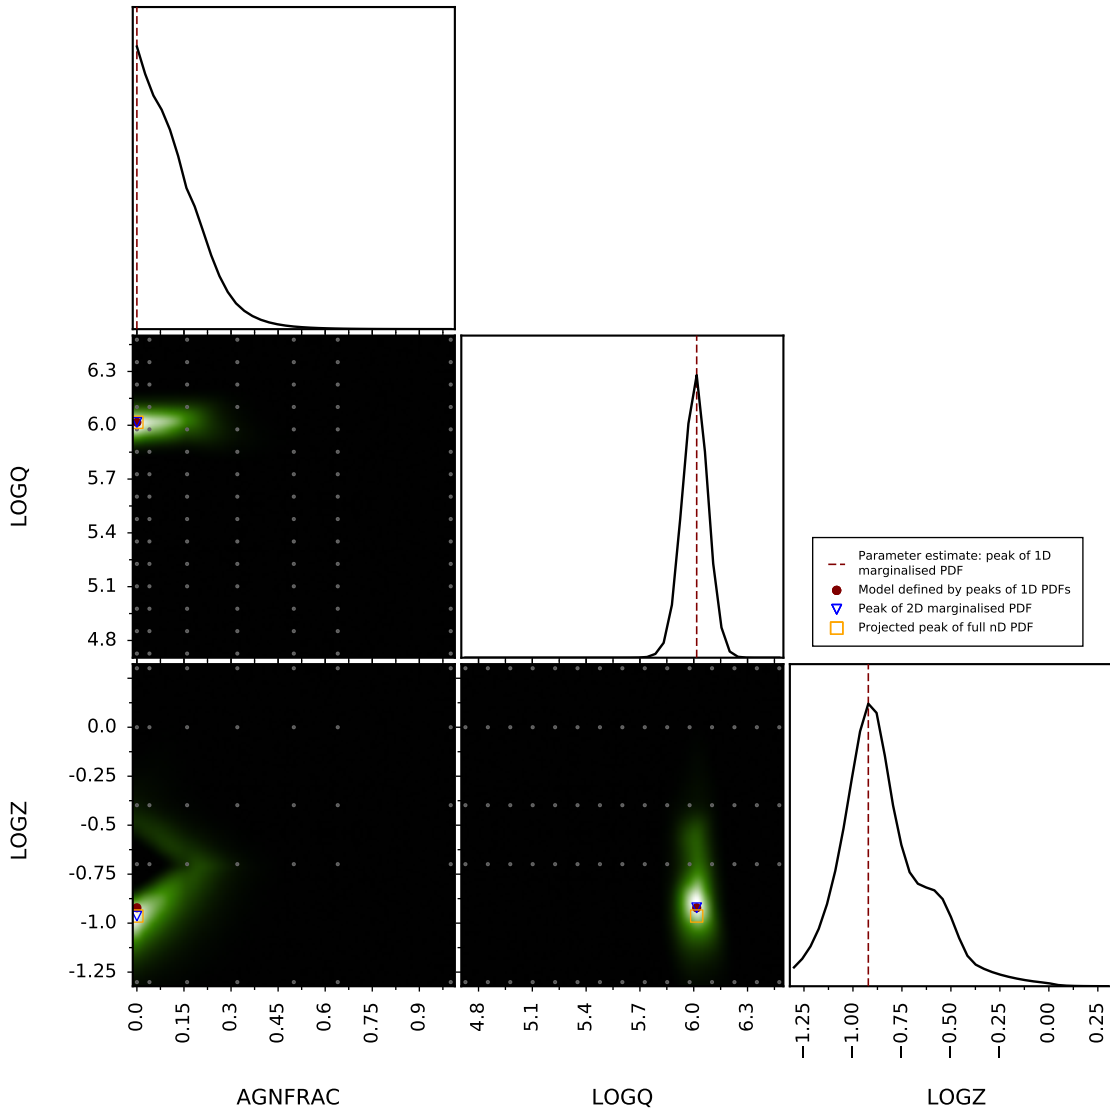 6.3
6.0
5.7
5.4
5.1
4.8
LOGQ
Parameter estimate: peak of 1D
marginalised PDF
Model defined by peaks of 1D PDFs
Peak of 2D marginalised PDF
Projected peak of full nD PDF
0.0
-0.25
-0.5
-0.75
-1.0
-1.25
LOGZ
0.0 0.15 0.3 0.45 0.6 0.75 0.9
4.8 5.1 5.4 5.7 6.0 6.3
−1.25 −1.00 −0.75 −0.50 0.00 0.25
AGNFRAC LOGQ LOGZ